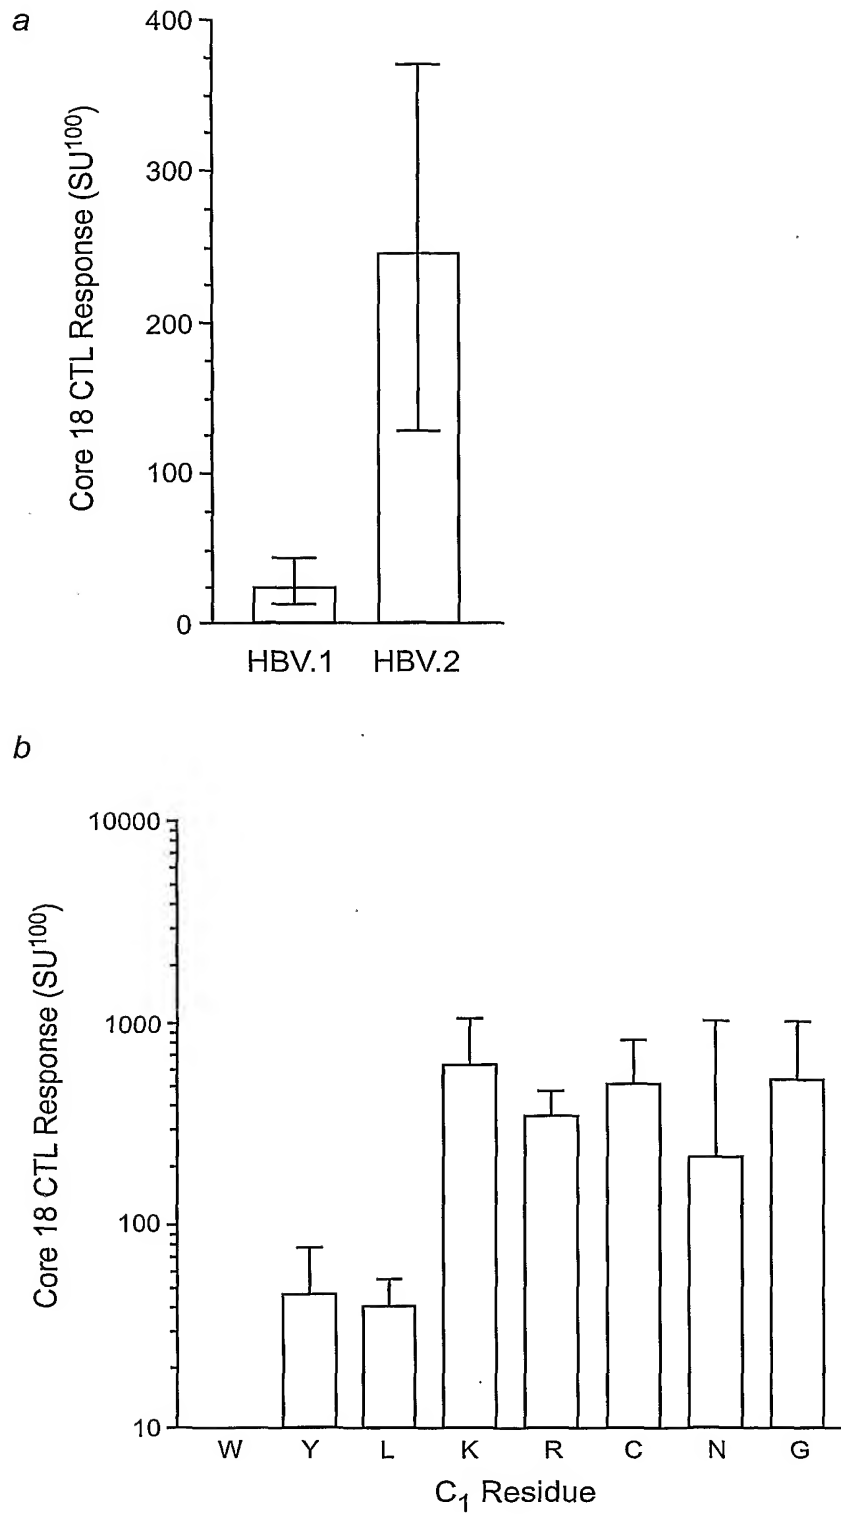 a
Core 18 CTL Response (SU100)
400
300
200
100
0
HBV.1 HBV.2
b
Core 18 CTL Response (SU100)
10000
1000
100
10
W Y L K R C N G
C1 Residue